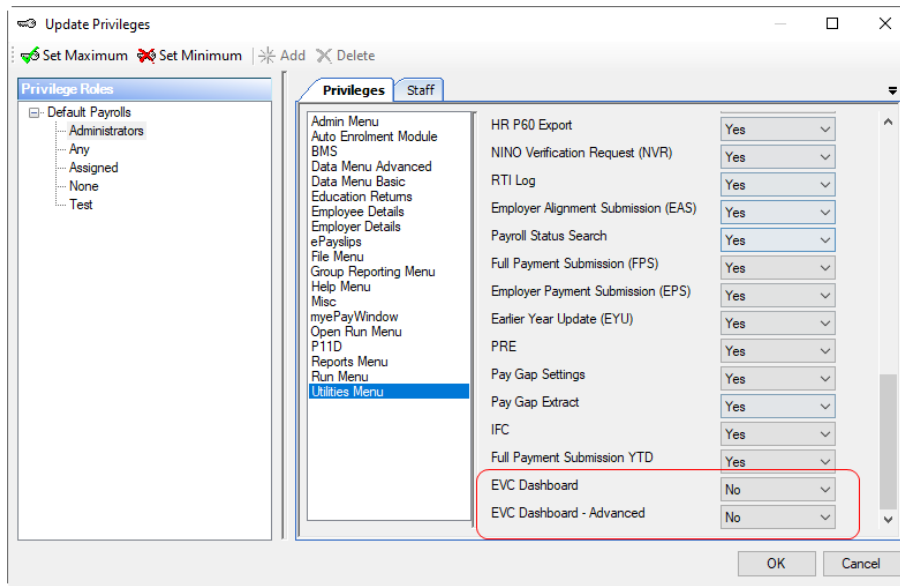 Update Privileges
Set Maximum Set Minimum Add Delete
Privilege Roles
Default Payrolls
Administrators
Any
Assigned
None
Test
Privileges Staff
Admin Menu
Auto Enrolment Module
BMS
Data Menu Advanced
Data Menu Basic
Education Returns
Employee Details
Employer Details
ePayslips
File Menu
Group Reporting Menu
Help Menu
Misc
myePayWindow
Open Run Menu
P11D
Reports Menu
Run Menu
Utilities Menu
HR P60 Export Yes
NINO Verification Request (NVR) Yes
RTI Log Yes
Employer Alignment Submission (EAS) Yes
Payroll Status Search Yes
Full Payment Submission (FPS) Yes
Employer Payment Submission (EPS) Yes
Earlier Year Update (EYU) Yes
PRE Yes
Pay Gap Settings Yes
Pay Gap Extract Yes
IFC Yes
Full Payment Submission YTD Yes
EVC Dashboard No
EVC Dashboard - Advanced No
OK Cancel